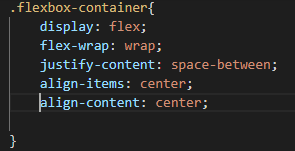 .flexbox-container{
display: flex;
flex-wrap: wrap;
justify-content: space-between;
align-items: center;
align-content: center;
}